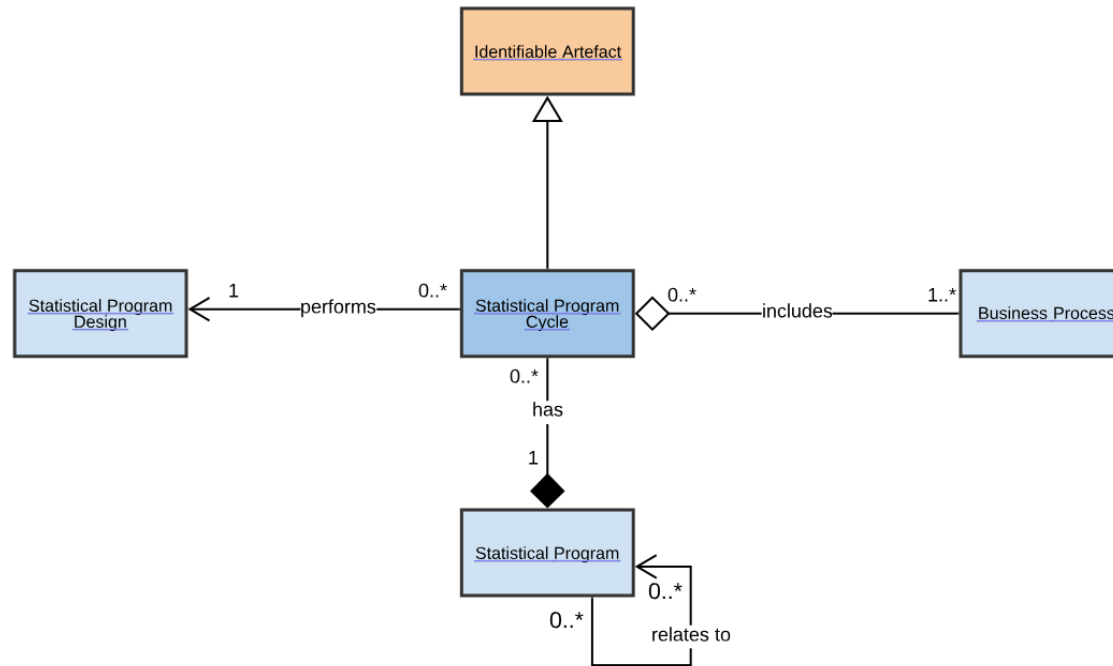 Identifiable Artefact
Statistical Program
Design
1
performs
0..*
Statistical Program
Cycle
0..*
includes
1..*
Business Process
0..*
has
1
Statistical Program
0..*
0..*
relates to